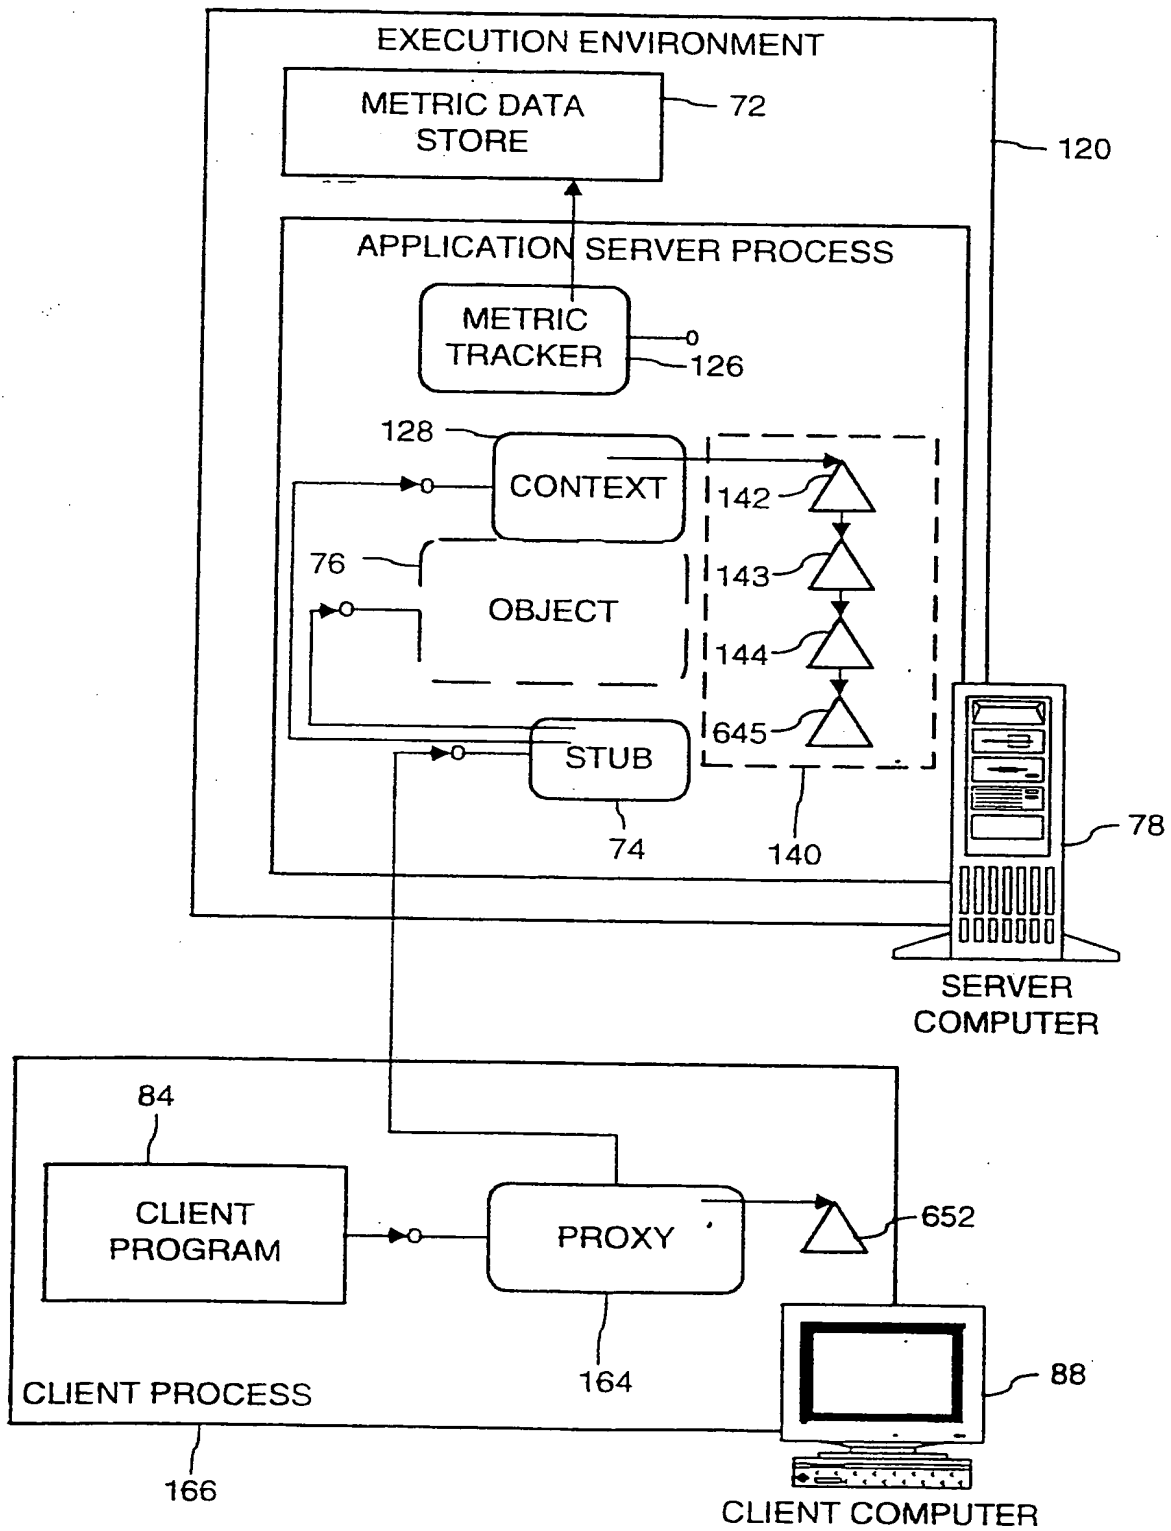 EXECUTION ENVIRONMENT
METRIC DATA
STORE
72
120
APPLICATION SERVER PROCESS
METRIC
TRACKER
126
128
CONTEXT
142
76
143
OBJECT
144
645
STUB
74
140
78
SERVER
COMPUTER
84
CLIENT
PROGRAM
PROXY
652
164
88
CLIENT PROCESS
166
CLIENT COMPUTER